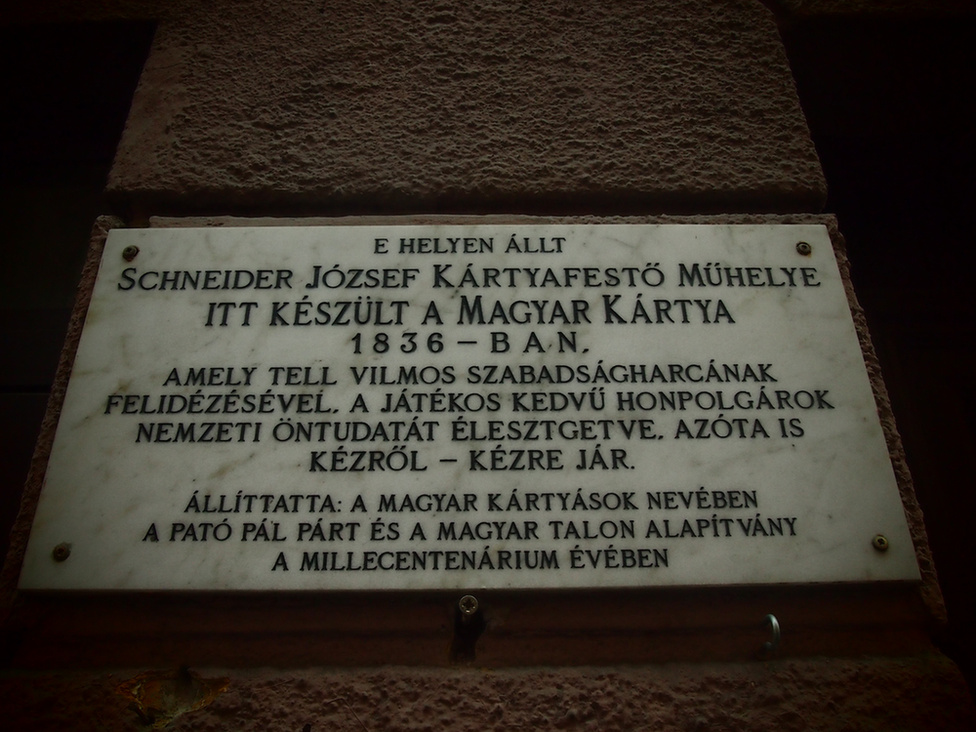 E HELYEN ÁLLT
SCHNEIDER JÓZSEF KÁRTYAFESTŐ MŰHELYE
ITT KÉSZÜLT A MAGYAR KÁRTYA
1836 – BAN,
AMELY TELL VILMOS SZABADSÁGHARCÁNAK
FELIDÉZÉSÉVEL, A JÁTÉKOS KEDVŰ HONPOLGÁROK
NEMZETI ÖNTUDATÁT ÉLESZTGETVE, AZÓTA IS
KÉZRŐL – KÉZRE JÁR.
ÁLLÍTTATTA: A MAGYAR KÁRTYÁSOK NEVÉBEN
A PATÓ PÁL PÁRT ÉS A MAGYAR TALON ALAPÍTVÁNY
A MILLECENTENÁRIUM ÉVÉBEN